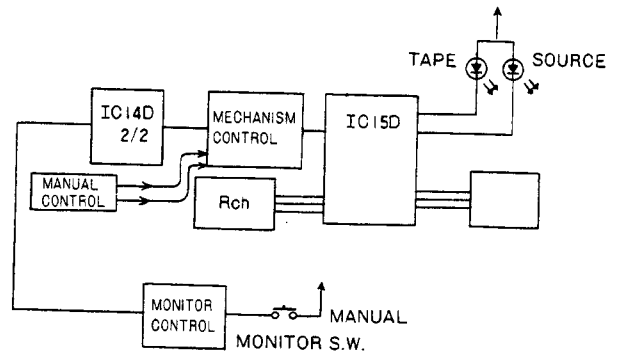 TAPE
SOURCE
IC14D
2/2
MECHANISM
CONTROL
IC15D
MANUAL
CONTROL
Rch
MONITOR
CONTROL
MANUAL
MONITOR S.W.